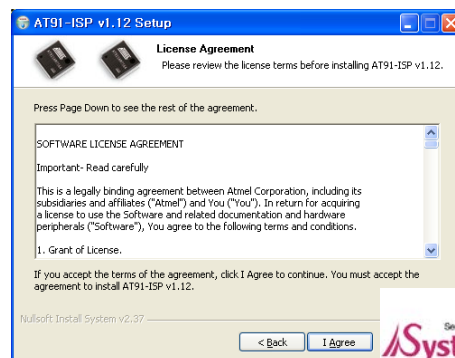 AT91-ISP v1.12 Setup
License Agreement
Please review the license terms before installing AT91-ISP v1.12.
Press Page Down to see the rest of the agreement.
SOFTWARE LICENSE AGREEMENT
Important- Read carefully
This is a legally binding agreement between Atmel Corporation, including its
subsidiaries and affiliates ("Atmel") and You ("You"). In return for acquiring
a license to use the Software and related documentation and hardware
peripherals ("Software"), You agree to the following terms and conditions.
1. Grant of License.
If you accept the terms of the agreement, click I Agree to continue. You must accept the
agreement to install AT91-ISP v1.12.
Nullsoft Install System v2.37
< Back
I Agree